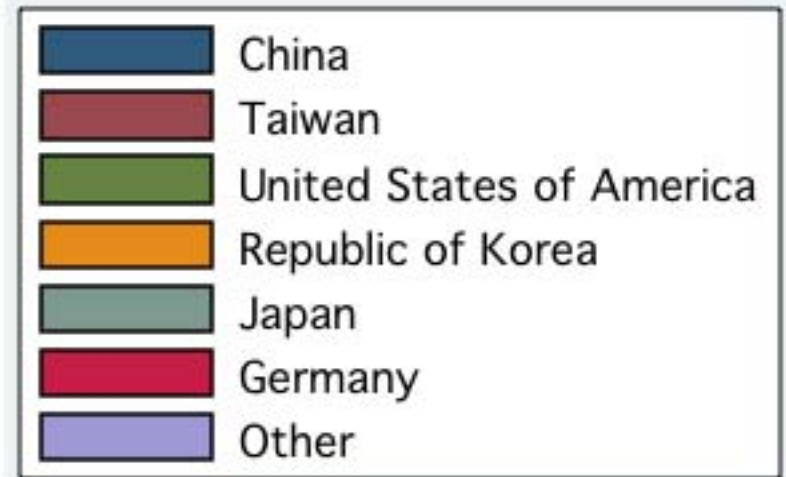 China
Taiwan
United States of America
Republic of Korea
Japan
Germany
Other